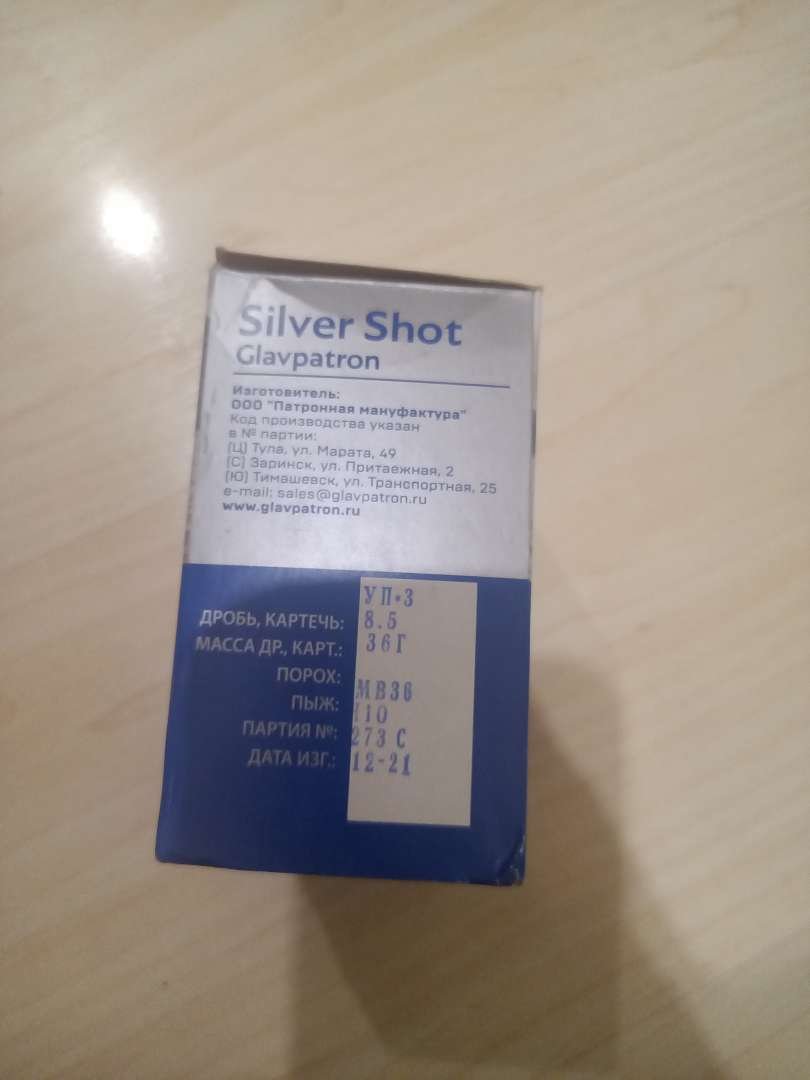 Silver Shot
Glavpatron
Изготовитель:
ООО "Патронная мануфактура"
Код производства указан
в № партии:
(Ц) Тула, ул. Марата, 49
(С) Заринск, ул. Притаежная, 2
(Ю) Тимашевск, ул. Транспортная, 25
e-mail: sales@glavpatron.ru
www.glavpatron.ru
УП-3
ДРОБЬ, КАРТЕЧЬ: 8.5
МАССА ДР., КАРТ.: 36Г
ПОРОХ:
МВ36
ПЫЖ:
Н10
ПАРТИЯ №: 273 С
ДАТА ИЗГ.: 12-21